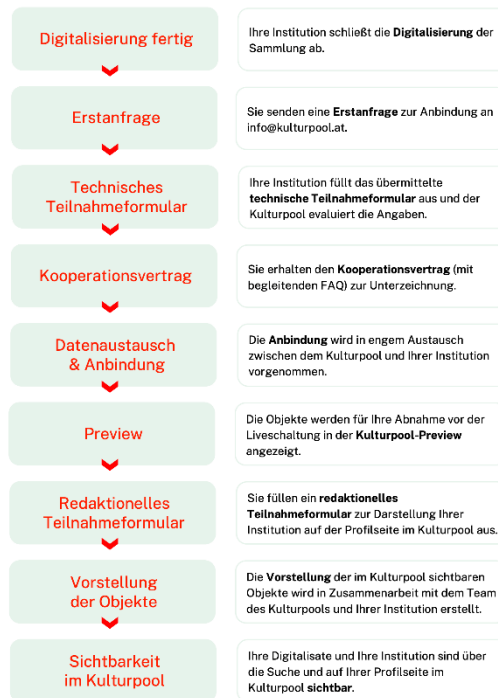 Digitalisierung fertig
Ihre Institution schließt die Digitalisierung der
Sammlung ab.
Erstanfrage
Sie senden eine Erstanfrage zur Anbindung an
info@kulturpool.at.
Technisches
Teilnahmeformular
Ihre Institution füllt das übermittelte
technische Teilnahmeformular aus und der
Kulturpool evaluiert die Angaben.
Kooperationsvertrag
Sie erhalten den Kooperationsvertrag (mit
begleitenden FAQ) zur Unterzeichnung.
Datenaustausch
& Anbindung
Die Anbindung wird in engem Austausch
zwischen dem Kulturpool und Ihrer Institution
vorgenommen.
Preview
Die Objekte werden für Ihre Abnahme vor der
Liveschaltung in der Kulturpool-Preview
angezeigt.
Redaktionelles
Teilnahmeformular
Sie füllen ein redaktionelles
Teilnahmeformular zur Darstellung Ihrer
Institution auf der Profilseite im Kulturpool aus.
Vorstellung
der Objekte
Die Vorstellung der im Kulturpool sichtbaren
Objekte wird in Zusammenarbeit mit dem Team
des Kulturpools und Ihrer Institution erstellt.
Sichtbarkeit
im Kulturpool
Ihre Digitalisate und Ihre Institution sind über
die Suche und auf Ihrer Profilseite im
Kulturpool sichtbar.